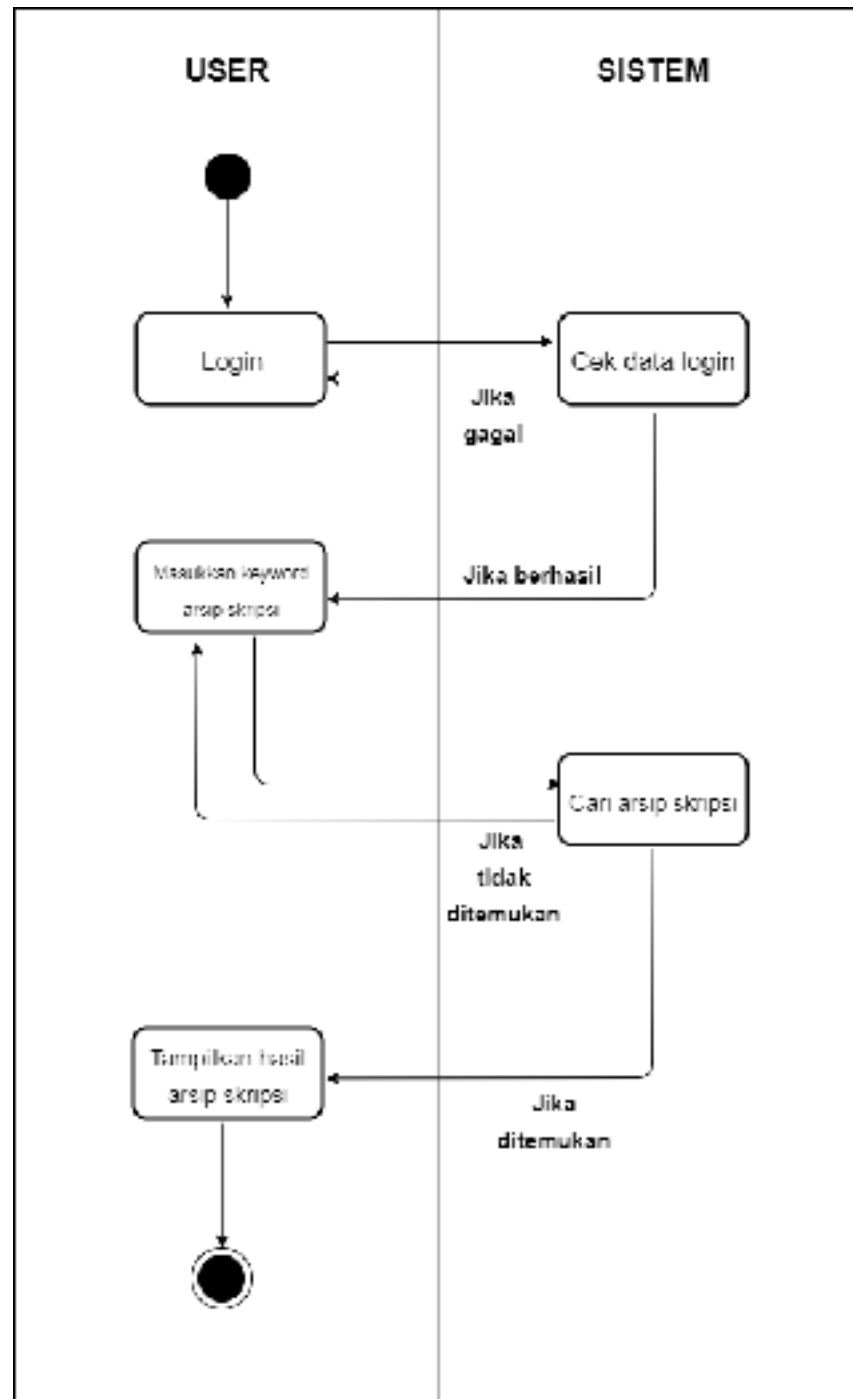 USER
SISTEM
Login
Cek data login
Jika
gagal
Masukkan keyword
arsip skripsi
Jika berhasil
Cari arsip skripsi
Jika
tidak
ditemukan
Tampilkan hasil
arsip skripsi
Jika
ditemukan